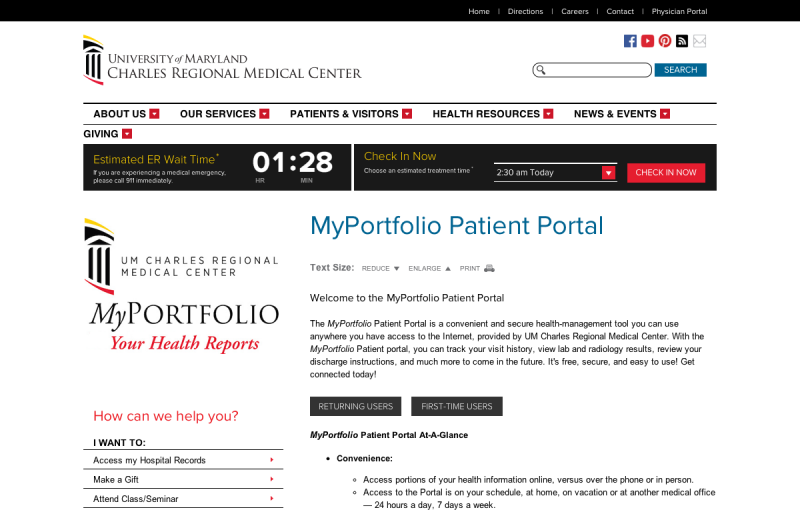 Home | Directions | Careers | Contact | Physician Portal
UNIVERSITY of MARYLAND
CHARLES REGIONAL MEDICAL CENTER
SEARCH
ABOUT US OUR SERVICES PATIENTS & VISITORS HEALTH RESOURCES NEWS & EVENTS
GIVING
Estimated ER Wait Time*
If you are experiencing a medical emergency,
please call 911 immediately.
01:28
HR MIN
Check In Now
Choose an estimated treatment time*
2:30 am Today
CHECK IN NOW
UM CHARLES REGIONAL
MEDICAL CENTER
MyPORTFOLIO
Your Health Reports
How can we help you?
I WANT TO:
Access my Hospital Records
Make a Gift
Attend Class/Seminar
MyPortfolio Patient Portal
Text Size: REDUCE ENLARGE PRINT
Welcome to the MyPortfolio Patient Portal
The MyPortfolio Patient Portal is a convenient and secure health-management tool you can use
anywhere you have access to the Internet, provided by UM Charles Regional Medical Center. With the
MyPortfolio Patient portal, you can track your visit history, view lab and radiology results, review your
discharge instructions, and much more to come in the future. It's free, secure, and easy to use! Get
connected today!
RETURNING USERS FIRST-TIME USERS
MyPortfolio Patient Portal At-A-Glance
• Convenience:
◦ Access portions of your health information online, versus over the phone or in person.
◦ Access to the Portal is on your schedule, at home, on vacation or at another medical office
— 24 hours a day, 7 days a week.